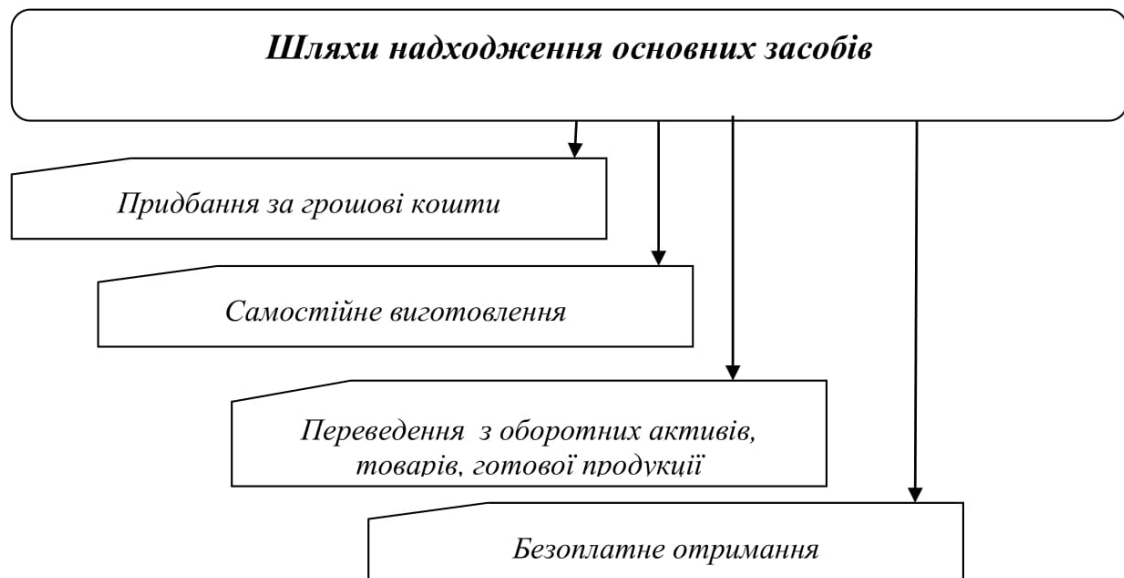 Шляхи надходження основних засобів
Придбання за грошові кошти
Самостійне виготовлення
Переведення з оборотних активів,
товарів, готової продукції
Безоплатне отримання